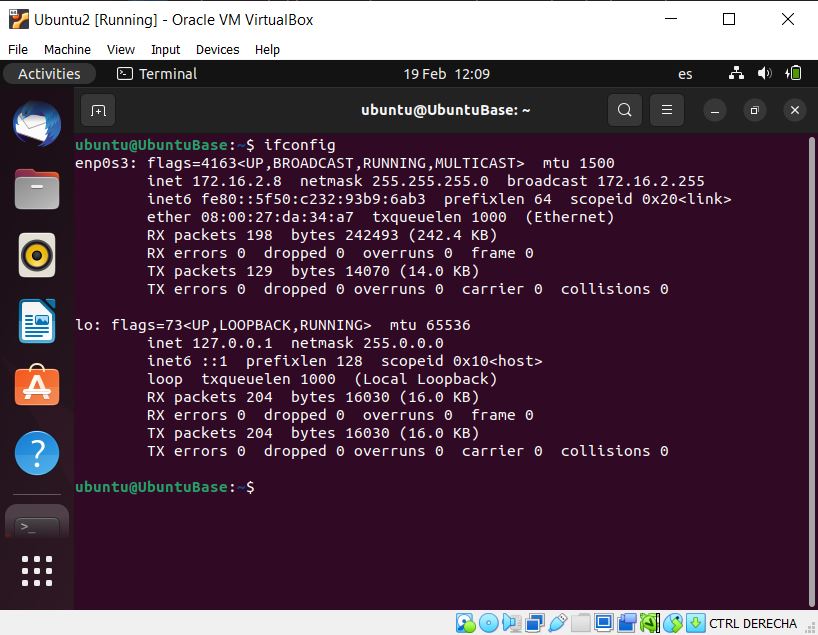 Ubuntu2 [Running] - Oracle VM VirtualBox
File Machine View Input Devices Help
Activities Terminal 19 Feb 12:09 es
ubuntu@UbuntuBase: ~
ubuntu@UbuntuBase:~$ ifconfig
enp0s3: flags=4163<UP,BROADCAST,RUNNING,MULTICAST>  mtu 1500
        inet 172.16.2.8  netmask 255.255.255.0  broadcast 172.16.2.255
        inet6 fe80::5f50:c232:93b9:6ab3  prefixlen 64  scopeid 0x20<link>
        ether 08:00:27:da:34:a7  txqueuelen 1000  (Ethernet)
        RX packets 198  bytes 242493 (242.4 KB)
        RX errors 0  dropped 0  overruns 0  frame 0
        TX packets 129  bytes 14070 (14.0 KB)
        TX errors 0  dropped 0 overruns 0  carrier 0  collisions 0
lo: flags=73<UP,LOOPBACK,RUNNING>  mtu 65536
        inet 127.0.0.1  netmask 255.0.0.0
        inet6 ::1  prefixlen 128  scopeid 0x10<host>
        loop  txqueuelen 1000  (Local Loopback)
        RX packets 204  bytes 16030 (16.0 KB)
        RX errors 0  dropped 0  overruns 0  frame 0
        TX packets 204  bytes 16030 (16.0 KB)
        TX errors 0  dropped 0 overruns 0  carrier 0  collisions 0
ubuntu@UbuntuBase:~$
CTRL DERECHA